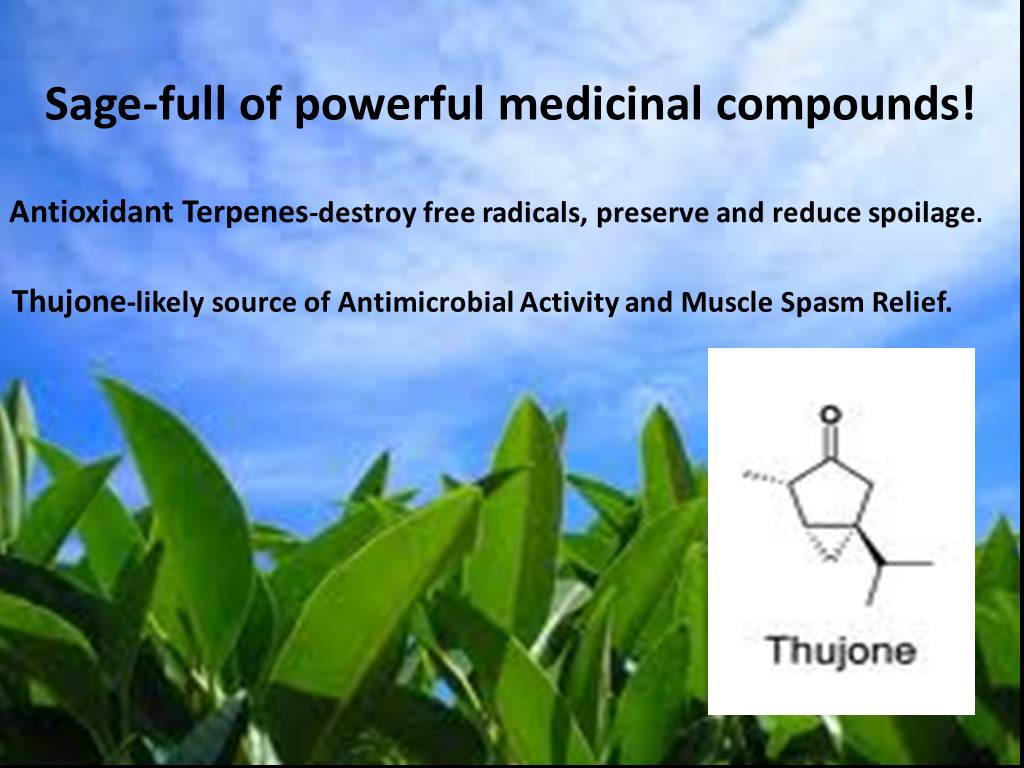 Sage-full of powerful medicinal compounds!
Antioxidant Terpenes-destroy free radicals, preserve and reduce spoilage.
Thujone-likely source of Antimicrobial Activity and Muscle Spasm Relief.
O
Thujone